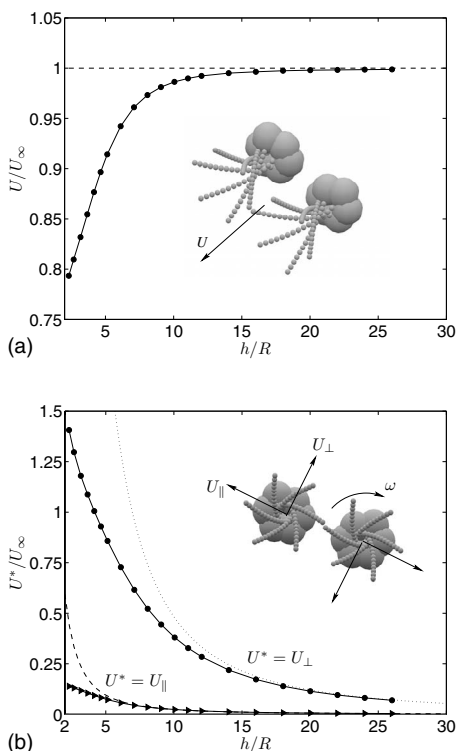 1.05
1
0.95
0.9
0.85
0.8
0.75
U/U∞
U
0 5 10 15 20 25 30
(a)
h/R
1.5
1.25
1
0.75
0.5
0.25
0
U*/U∞
U⊥
U∥
ω
U* = U⊥
U* = U∥
2 5 10 15 20 25 30
(b)
h/R